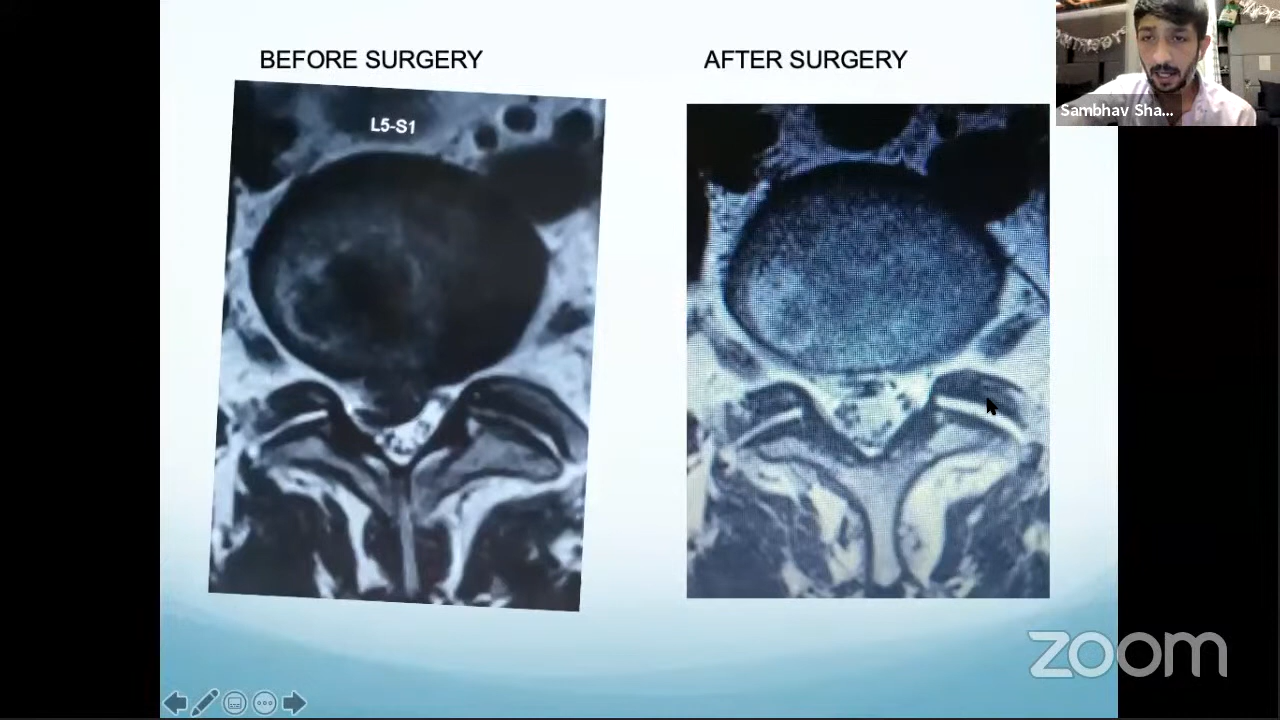 BEFORE SURGERY
AFTER SURGERY
L5-S1
Sambhav Sha...
zoom